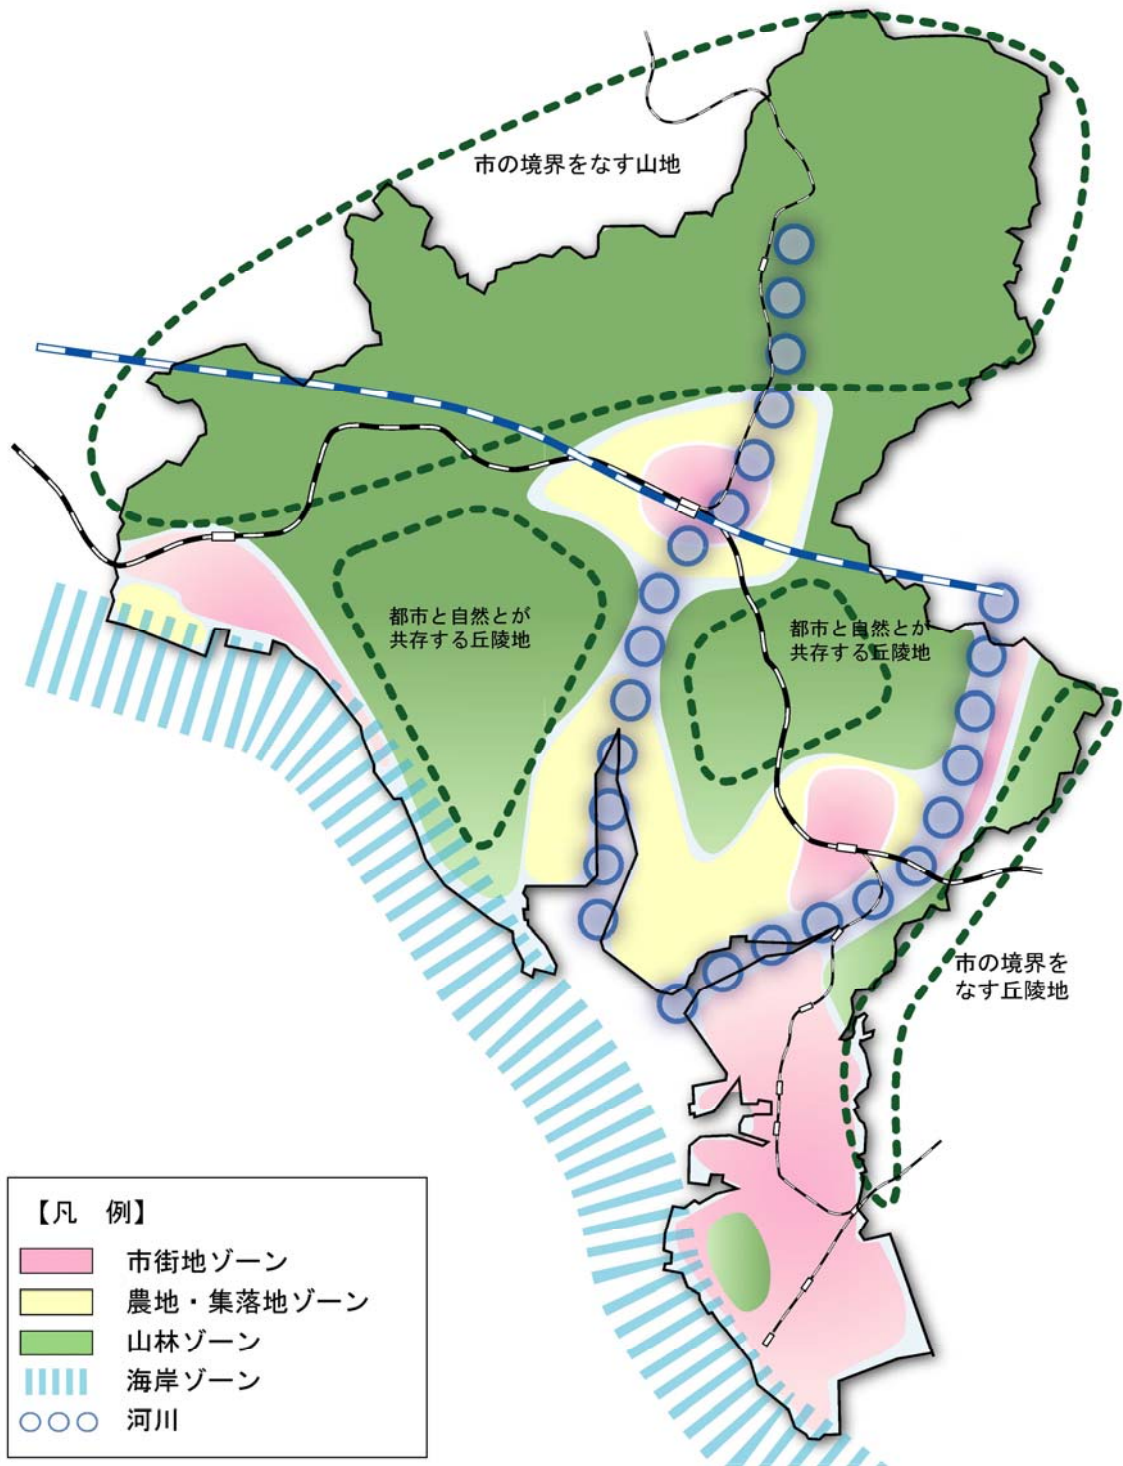 市の境界をなす山地
都市と自然とが
共存する丘陵地
都市と自然とが
共存する丘陵地
市の境界を
なす丘陵地
【凡　例】
市街地ゾーン
農地・集落地ゾーン
山林ゾーン
海岸ゾーン
河川